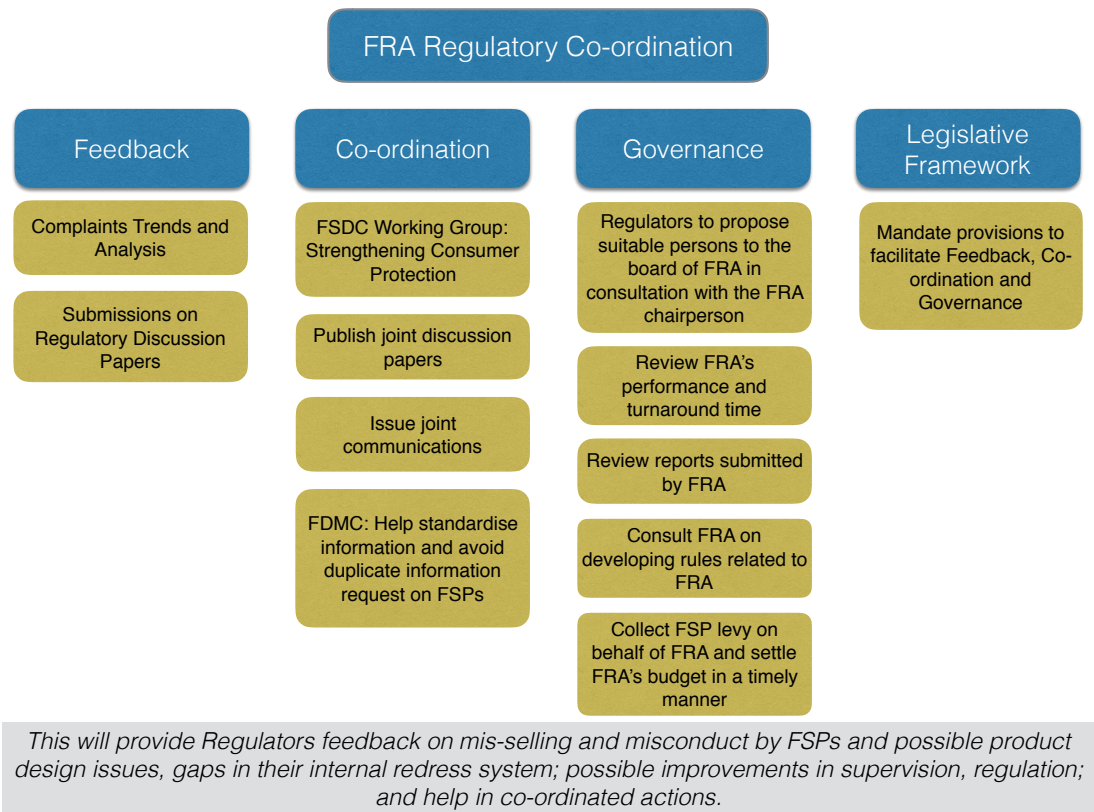 FRA Regulatory Co-ordination
Feedback
Complaints Trends and
Analysis
Submissions on
Regulatory Discussion
Papers
Co-ordination
FSDC Working Group:
Strengthening Consumer
Protection
Publish joint discussion
papers
Issue joint
communications
FDMC: Help standardise
information and avoid
duplicate information
request on FSPs
Governance
Regulators to propose
suitable persons to the
board of FRA in
consultation with the FRA
chairperson
Review FRA’s
performance and
turnaround time
Review reports submitted
by FRA
Consult FRA on
developing rules related to
FRA
Collect FSP levy on
behalf of FRA and settle
FRA’s budget in a timely
manner
Legislative
Framework
Mandate provisions to
facilitate Feedback, Co-
ordination and
Governance
This will provide Regulators feedback on mis-selling and misconduct by FSPs and possible product
design issues, gaps in their internal redress system; possible improvements in supervision, regulation;
and help in co-ordinated actions.